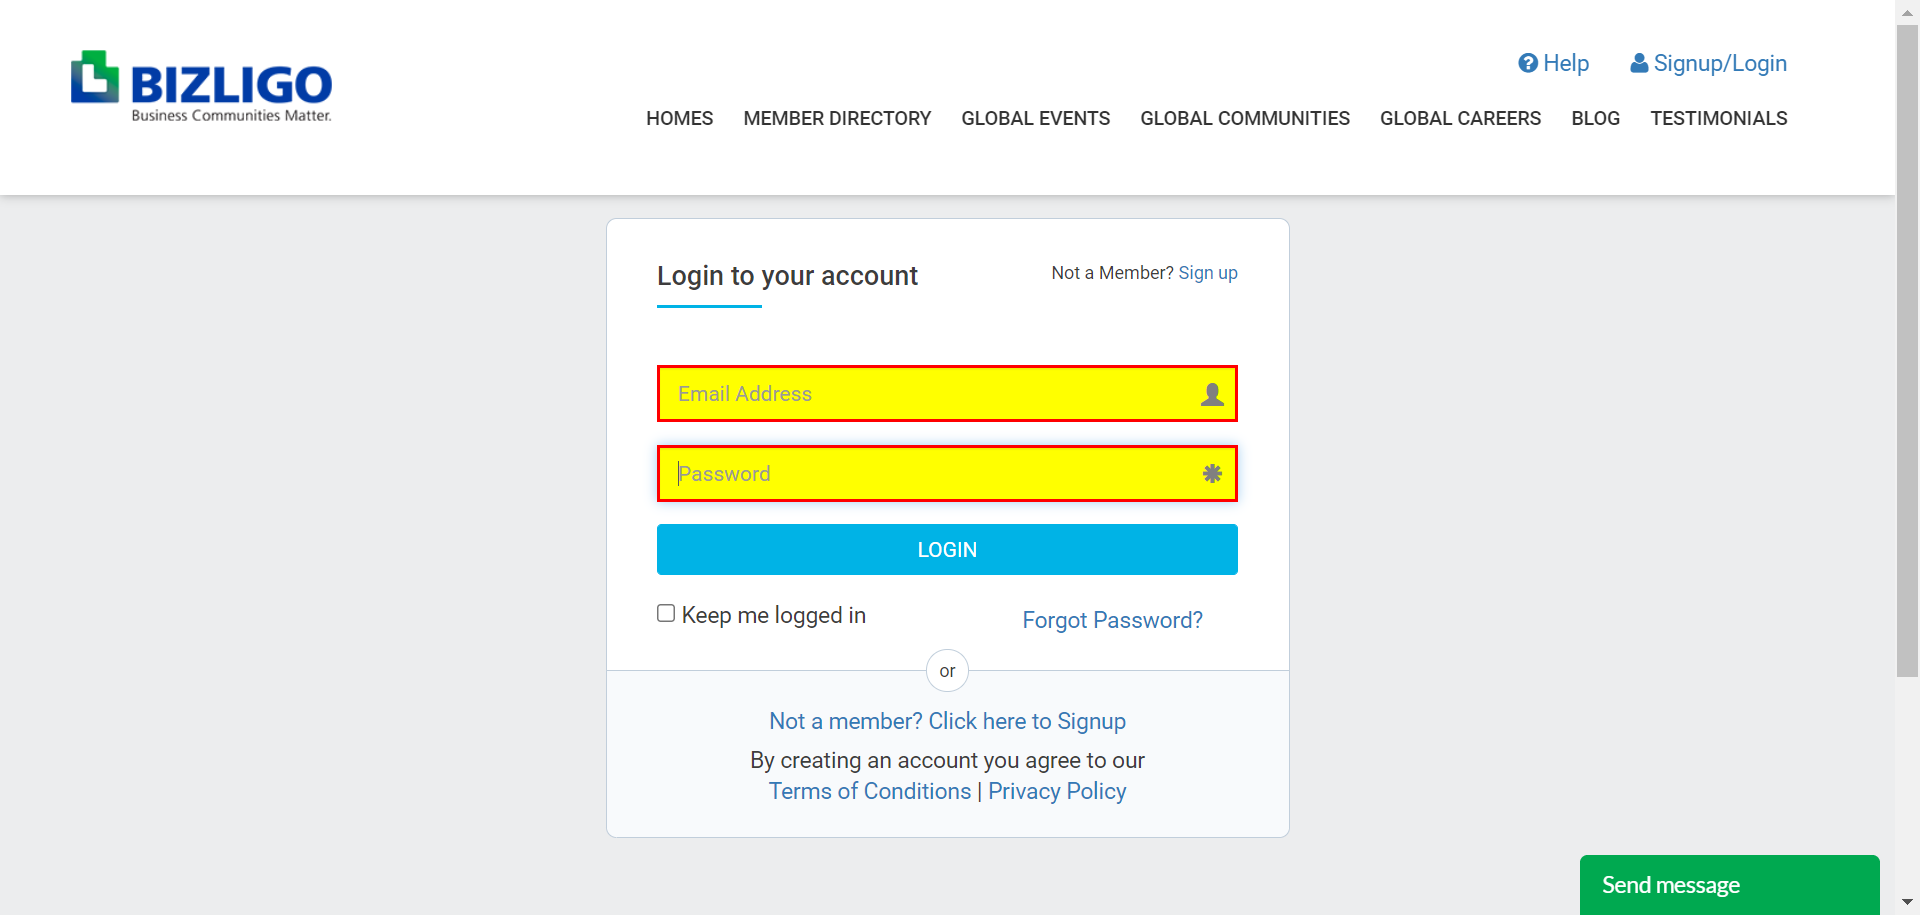 BIZLIGO
Business Communities Matter.
Help
Signup/Login
HOMES MEMBER DIRECTORY GLOBAL EVENTS GLOBAL COMMUNITIES GLOBAL CAREERS BLOG TESTIMONIALS
Login to your account
Not a Member? Sign up
Email Address
Password
LOGIN
Keep me logged in
Forgot Password?
or
Not a member? Click here to Signup
By creating an account you agree to our
Terms of Conditions | Privacy Policy
Send message